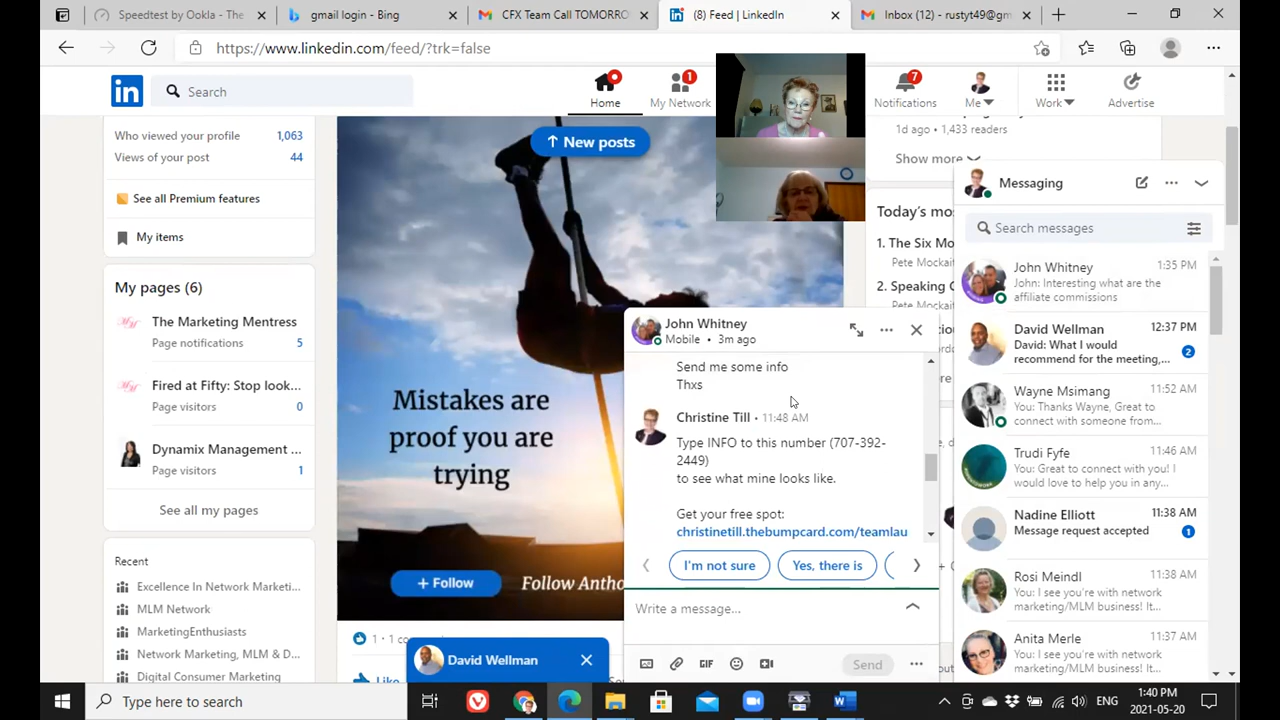 Speedtest by Ookla - The
gmail login - Bing
CFX Team Call TOMORRO
(8) Feed | LinkedIn
Inbox (12) - rustyt49@gm
https://www.linkedin.com/feed/?trk=false
in
Search
Home
1
My Network
7
Notifications
Me
Work
Advertise
Who viewed your profile
1,063
Views of your post
44
See all Premium features
My items
My pages (6)
The Marketing Mentress
Page notifications
5
Fired at Fifty: Stop look...
Page visitors
0
Dynamix Management ...
Page visitors
1
See all my pages
Recent
Excellence In Network Marketi...
MLM Network
MarketingEnthusiasts
Network Marketing, MLM & D...
Digital Consumer Marketing
↑ New posts
Mistakes are
proof you are
trying
+ Follow
Follow Antho
1 • 1 co
Like
David Wellman
1d ago • 1,433 readers
Show more
Today's mo
1. The Six Mo
Pete Mockait
2. Speaking
Pete Mockait
John Whitney
Mobile • 3m ago
Send me some info
Thxs
Christine Till • 11:48 AM
Type INFO to this number (707-392-
2449)
to see what mine looks like.
Get your free spot:
christinetill.thebumpcard.com/teamlau
I'm not sure
Yes, there is
Write a message...
GIF
Send
Messaging
Search messages
John Whitney
1:35 PM
John: Interesting what are the
affiliate commissions
David Wellman
12:37 PM
David: What I would
recommend for the meeting,...
2
Wayne Msimang
11:52 AM
You: Thanks Wayne, Great to
connect with someone from...
Trudi Fyfe
11:39 AM
You: Great to connect with you! I
would love to help you in any...
Nadine Elliott
11:38 AM
Message request accepted
1
Rosi Meindl
11:38 AM
You: I see you're with network
marketing/MLM business! It...
Anita Merle
11:37 AM
You: I see you're with network
marketing/MLM business! It...
Type here to search
ENG
1:40 PM
2021-05-20